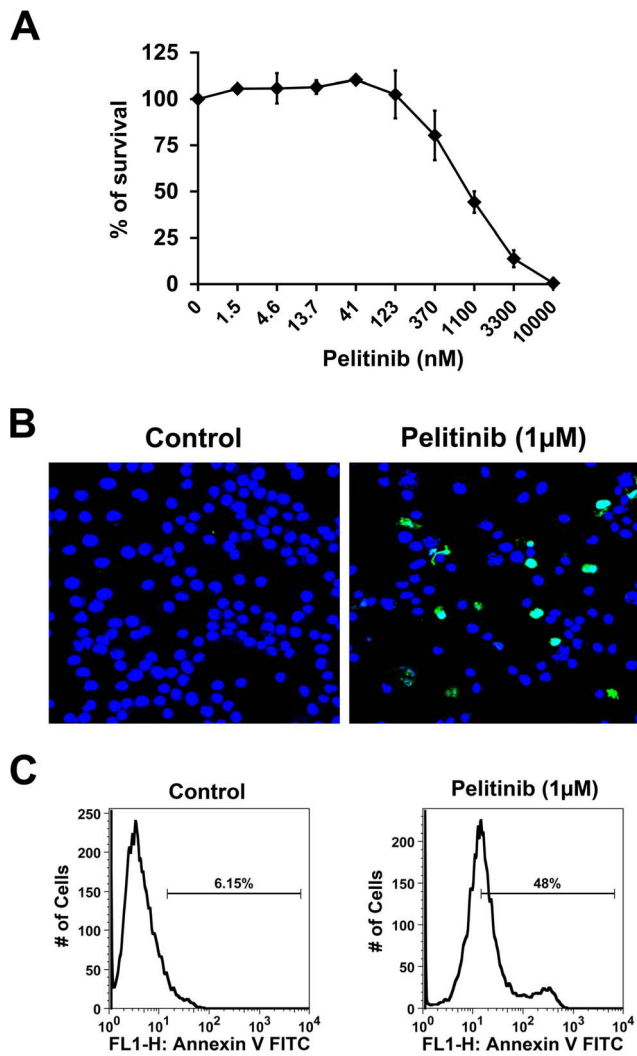 A
% of survival
125
100
75
50
25
0
0 1.5 4.6 13.7 41 123 370 1100 3300 10000
Pelitinib (nM)
B
Control Pelitinib (1µM)
C
Control
# of Cells
250
200
150
100
50
0
6.15%
10⁰ 10¹ 10² 10³ 10⁴
FL1-H: Annexin V FITC
Pelitinib (1µM)
# of Cells
200
150
100
50
0
48%
10⁰ 10¹ 10² 10³ 10⁴
FL1-H: Annexin V FITC